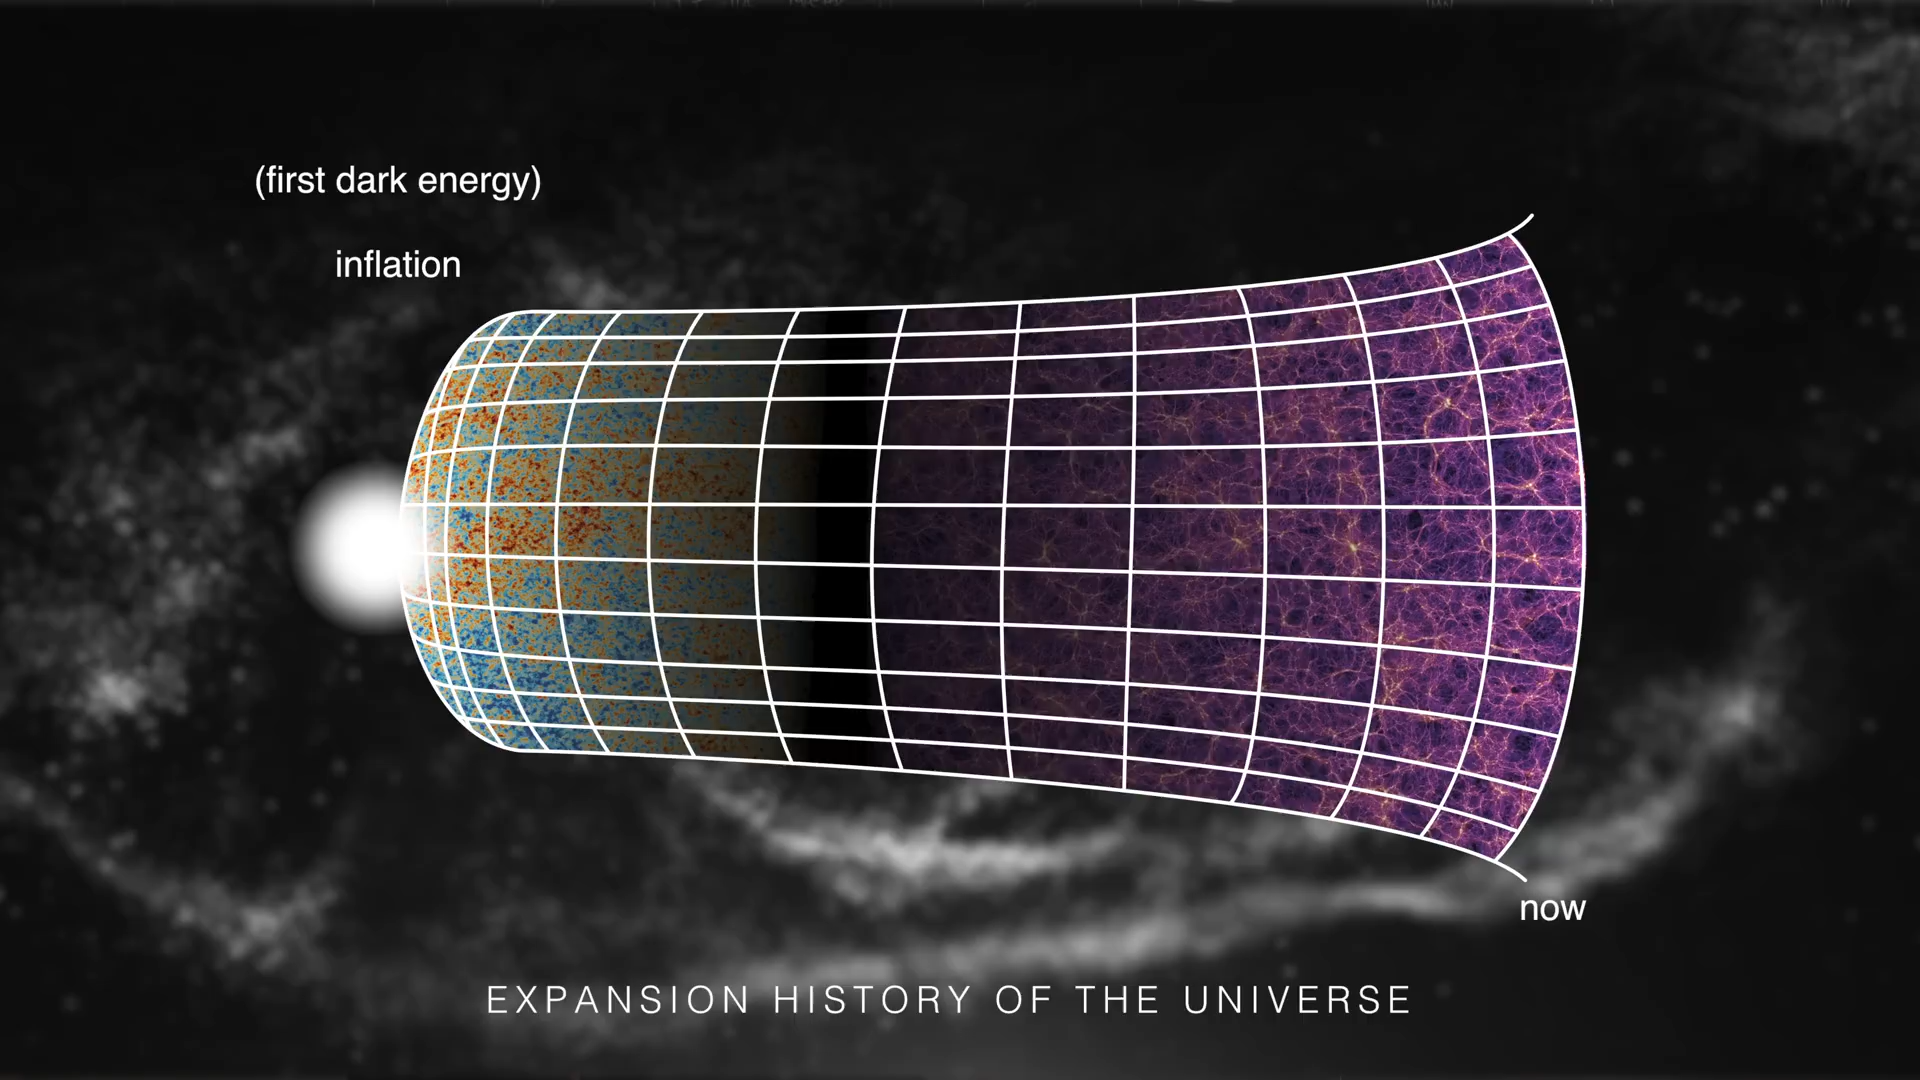 (first dark energy)
inflation
now
EXPANSION HISTORY OF THE UNIVERSE